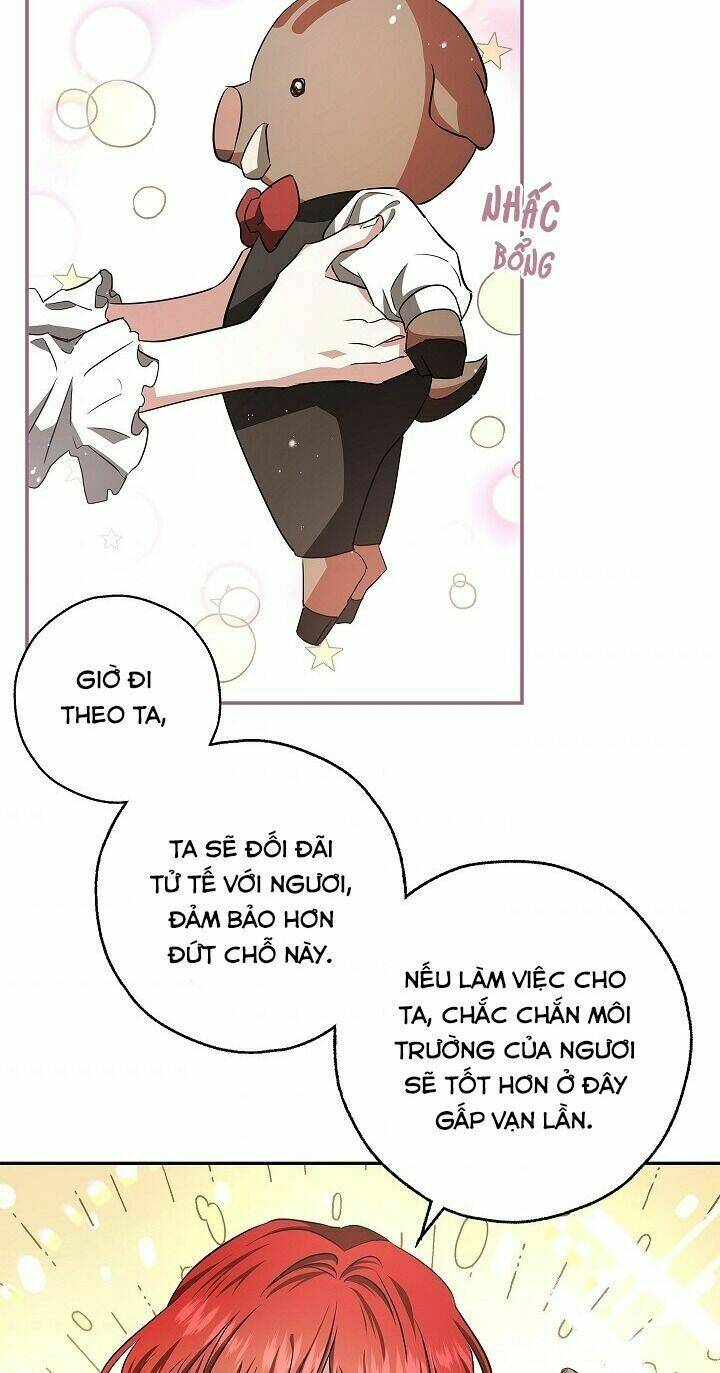 NHẤC
BỔNG
GIỜ ĐI
THEO TA,
TA SẼ ĐỐI ĐÃI
TỬ TẾ VỚI NGƯƠI,
ĐẢM BẢO HƠN
ĐỨT CHỖ NÀY.
NẾU LÀM VIỆC CHO
TA, CHẮC CHẮN MÔI
TRƯỜNG CỦA NGƯƠI
SẼ TỐT HƠN Ở ĐÂY
GẤP VẠN LẦN.